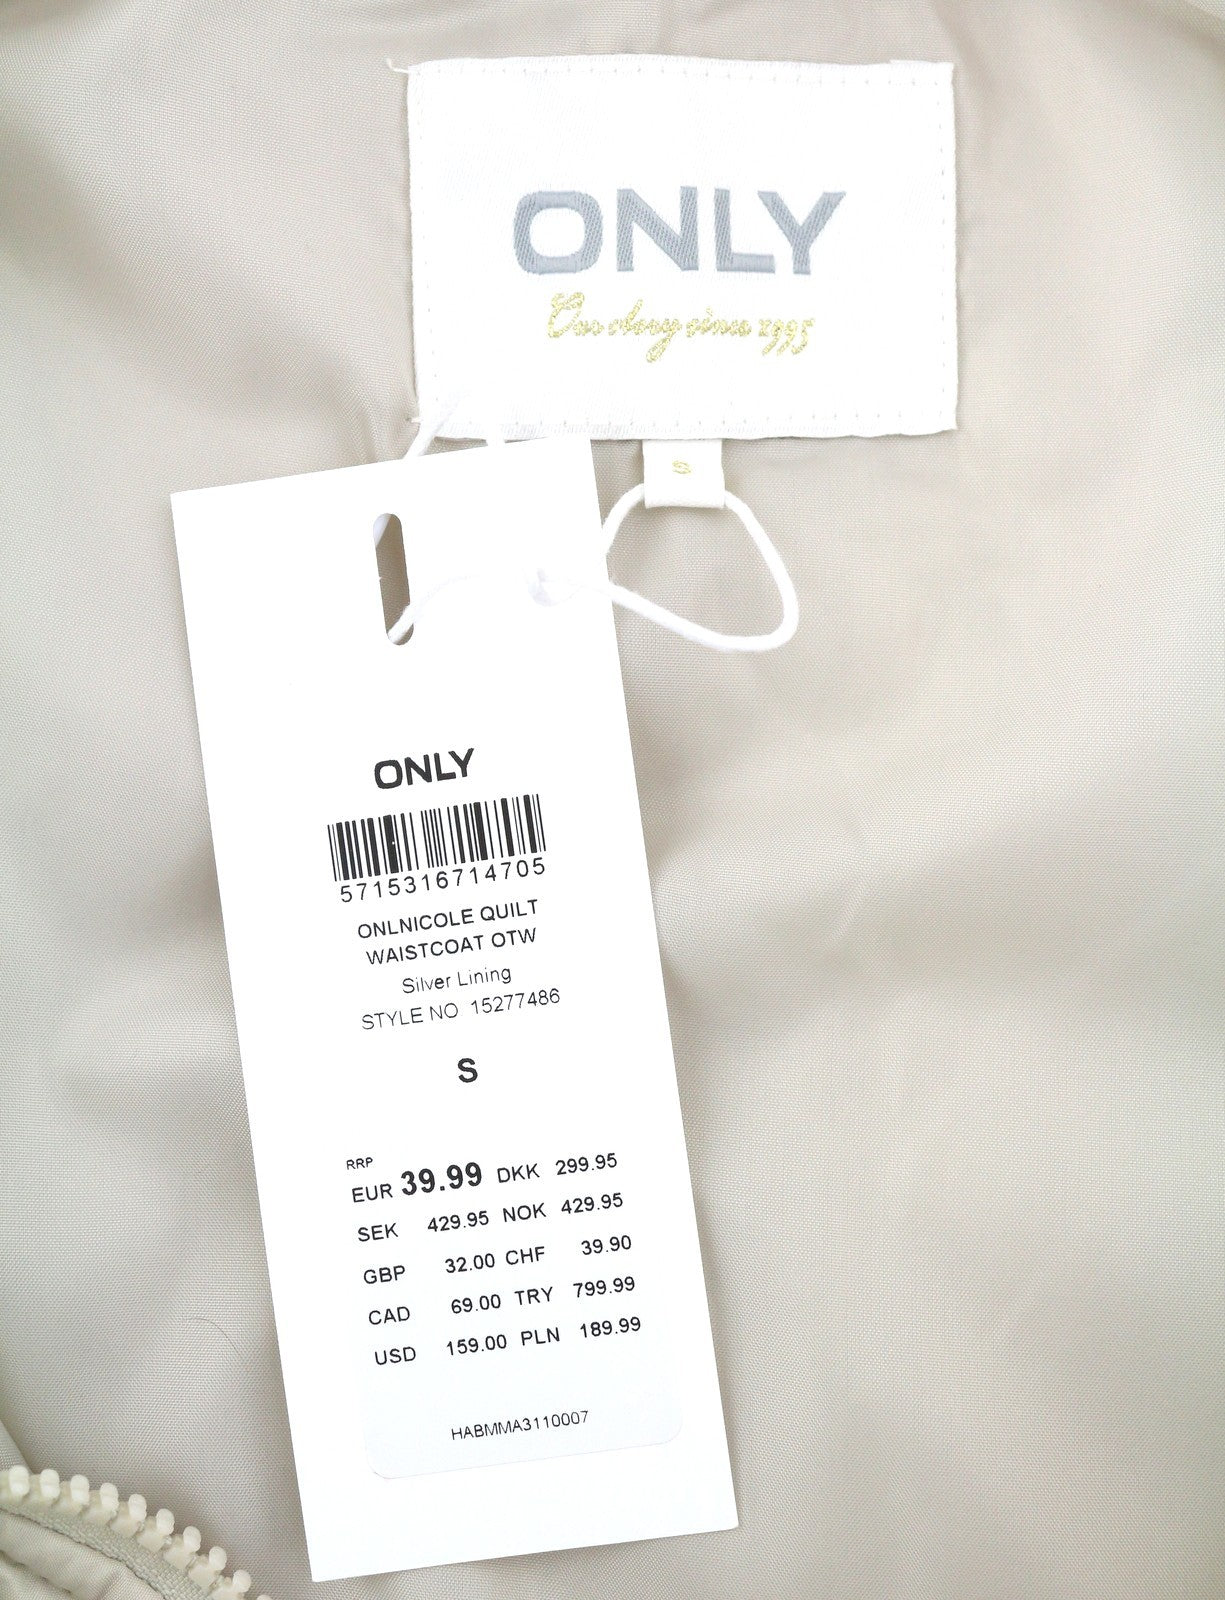 ONLY
Our story since 1995
S
ONLY
5715316714705
ONLNICOLE QUILT
WAISTCOAT OTW
Silver Lining
STYLE NO 15277486
S
RRP
EUR 39.99 DKK 299.95
SEK 429.95 NOK 429.95
GBP 32.00 CHF 39.90
CAD 69.00 TRY 799.99
USD 159.00 PLN 189.99
HABMMA3110007